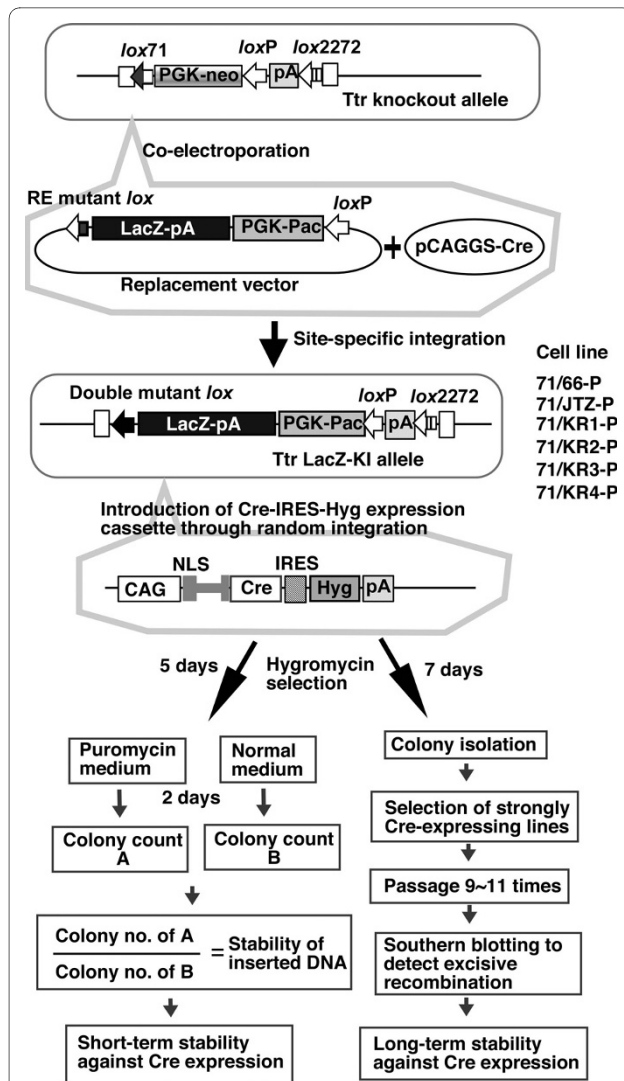 lox71
loxP
lox2272
PGK-neo
pA
Ttr knockout allele
Co-electroporation
RE mutant lox
loxP
LacZ-pA
PGK-Pac
+
pCAGGS-Cre
Replacement vector
Site-specific integration
Cell line
71/66-P
71/JTZ-P
71/KR1-P
71/KR2-P
71/KR3-P
71/KR4-P
Double mutant lox
loxP
lox2272
LacZ-pA
PGK-Pac
pA
Ttr LacZ-KI allele
Introduction of Cre-IRES-Hyg expression
cassette through random integration
NLS
IRES
CAG
Cre
Hyg
pA
5 days
Hygromycin
selection
7 days
Puromycin
medium
Normal
medium
2 days
Colony count
A
Colony count
B
Colony no. of A
Colony no. of B
=
Stability of
inserted DNA
Short-term stability
against Cre expression
Colony isolation
Selection of strongly
Cre-expressing lines
Passage 9~11 times
Southern blotting to
detect excisive
recombination
Long-term stability
against Cre expression